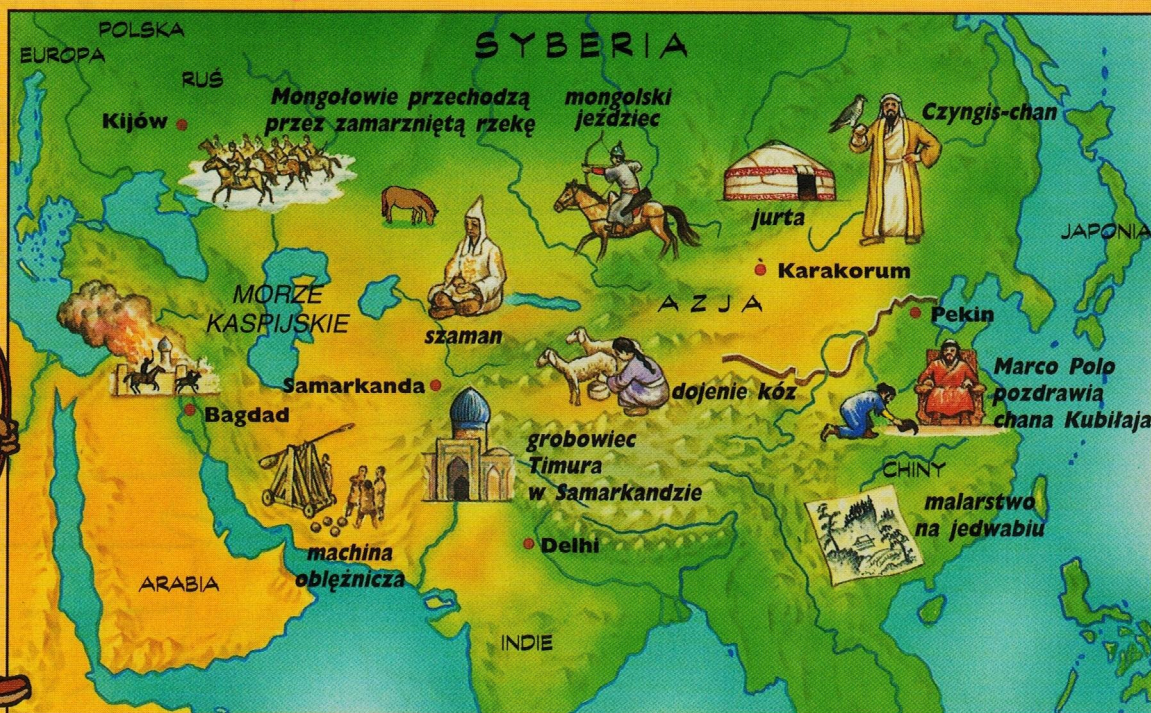 POLSKA
EUROPA
SYBERIA
RUŚ
Mongołowie przechodzą
przez zamarzniętą rzekę
mongolski
jeździec
Czyngis-chan
Kijów
jurta
JAPONIA
Karakorum
MORZE
KASPIJSKIE
AZJA
szaman
Pekin
Samarkanda
dojenie kóz
Marco Polo
pozdrawia
chana Kubiłaja
Bagdad
grobowiec
Timura
w Samarkandzie
CHINY
malarstwo
na jedwabiu
machina
oblężnicza
Delhi
ARABIA
INDIE